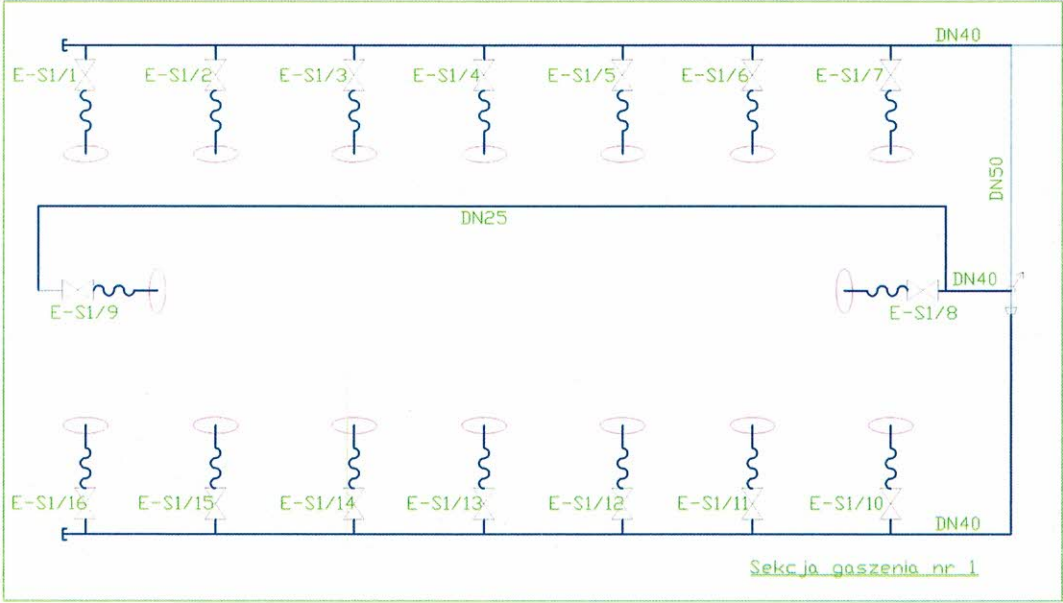 DN40
E-S1/1 E-S1/2 E-S1/3 E-S1/4 E-S1/5 E-S1/6 E-S1/7
DN50
DN25
DN40
E-S1/9 E-S1/8
E-S1/16 E-S1/15 E-S1/14 E-S1/13 E-S1/12 E-S1/11 E-S1/10
DN40
Sekcja gaszenia nr 1